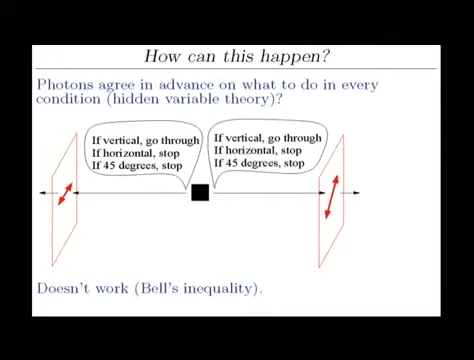 How can this happen?
Photons agree in advance on what to do in every
condition (hidden variable theory)?
If vertical, go through
If horizontal, stop
If 45 degrees, stop
If vertical, go through
If horizontal, stop
If 45 degrees, stop
Doesn't work (Bell's inequality).